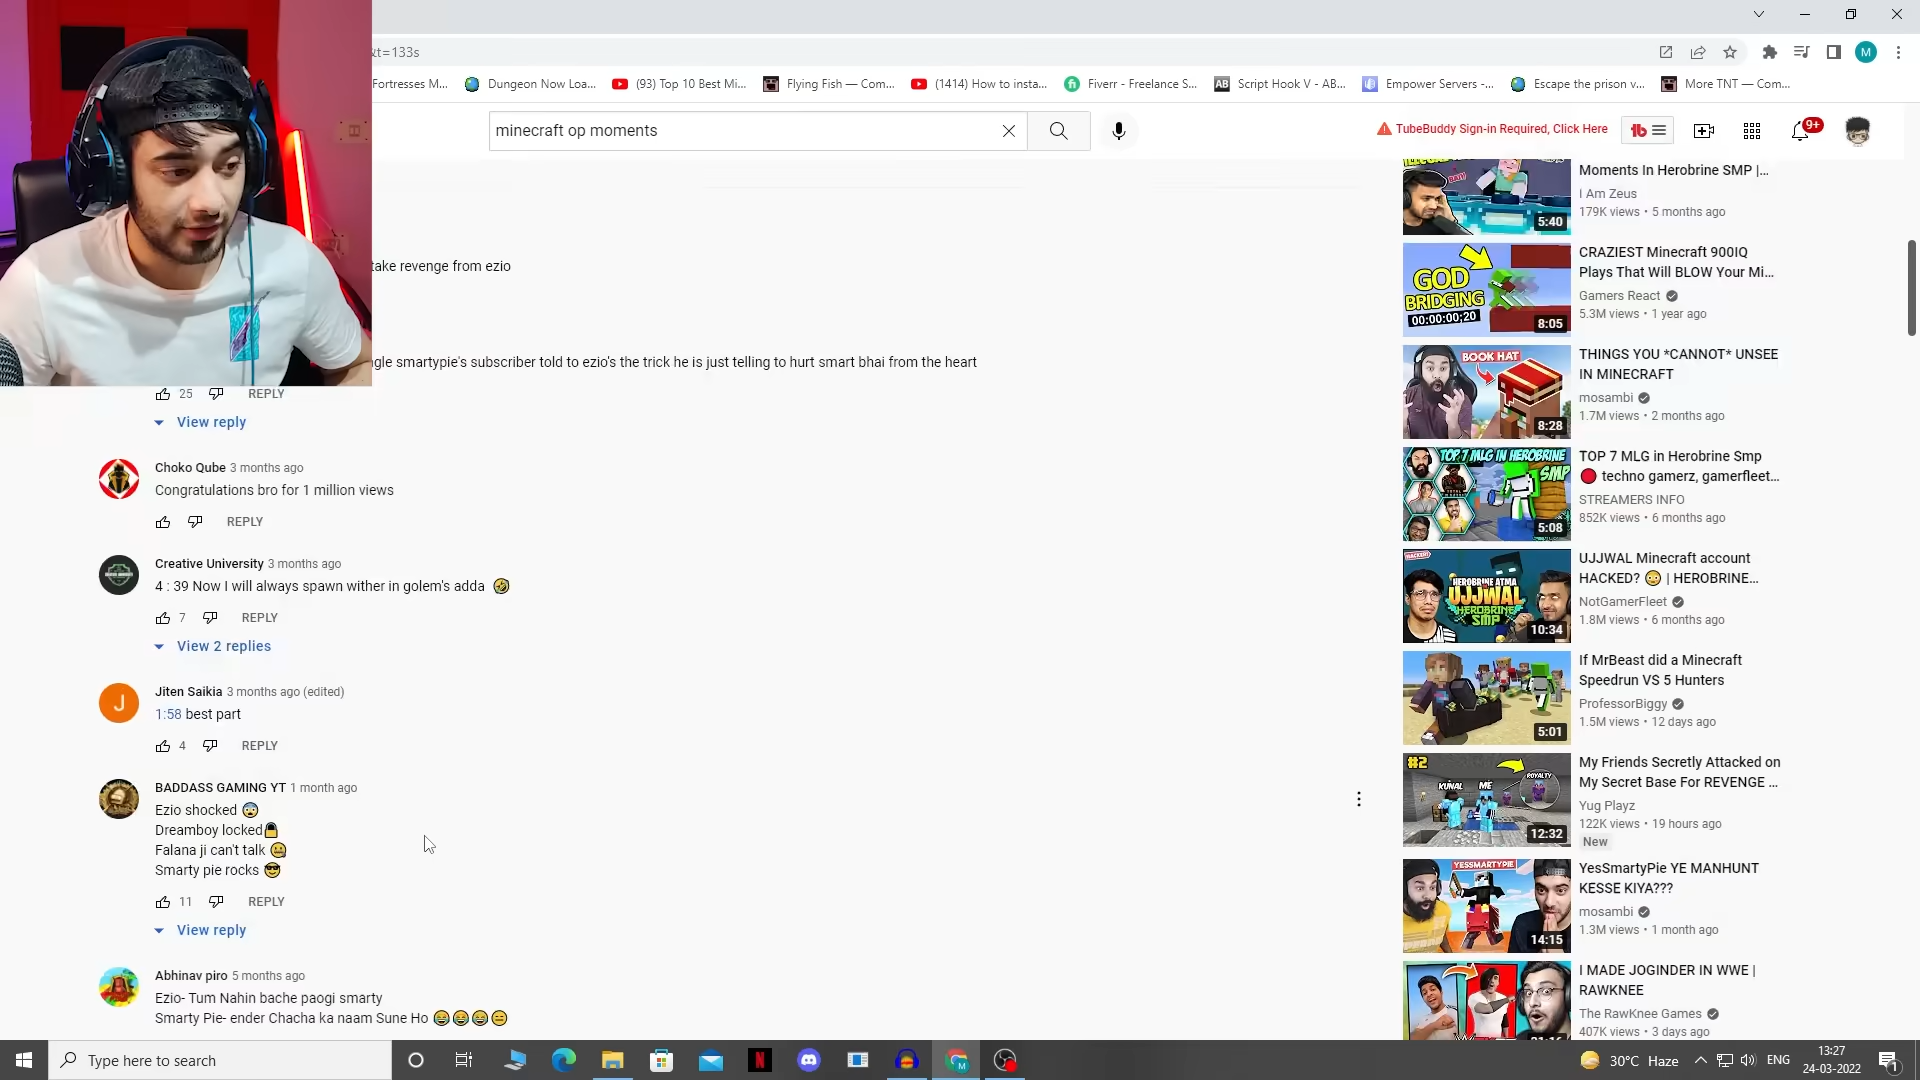 &t=133s
Fortresses M...
Dungeon Now Loa...
(93) Top 10 Best Mi...
Flying Fish — Com...
(1414) How to insta...
Fiverr - Freelance S...
AB
Script Hook V - AB...
Empower Servers -...
Escape the prison v...
More TNT — Com...
M
minecraft op moments
TubeBuddy Sign-in Required, Click Here
tb
9+
take revenge from ezio
ngle smartypie's subscriber told to ezio's the trick he is just telling to hurt smart bhai from the heart
25 REPLY
View reply
Choko Qube 3 months ago
Congratulations bro for 1 million views
REPLY
Creative University 3 months ago
4 : 39 Now I will always spawn wither in golem's adda 🤣
7 REPLY
View 2 replies
J
Jiten Saikia 3 months ago (edited)
1:58 best part
4 REPLY
BADDASS GAMING YT 1 month ago
Ezio shocked 😨
Dreamboy locked🔒
Falana ji can't talk 🤐
Smarty pie rocks 😎
11 REPLY
View reply
Abhinav piro 5 months ago
Ezio- Tum Nahin bache paogi smarty
Smarty Pie- ender Chacha ka naam Sune Ho 😂😂😂😑
5:40
Moments In Herobrine SMP |...
I Am Zeus
179K views • 5 months ago
GOD
BRIDGING
00:00:00;20
8:05
CRAZIEST Minecraft 900IQ
Plays That Will BLOW Your Mi...
Gamers React
5.3M views • 1 year ago
BOOK HAT
8:28
THINGS YOU *CANNOT* UNSEE
IN MINECRAFT
mosambi
1.7M views • 2 months ago
TOP 7 MLG IN HEROBRINE
SMP
5:08
TOP 7 MLG in Herobrine Smp
🔴 techno gamerz, gamerfleet...
STREAMERS INFO
852K views • 6 months ago
HACKED!
HEROBRINE ATMA
UJJWAL
HEROBRINE
SMP
10:34
UJJWAL Minecraft account
HACKED? 😳 | HEROBRINE...
NotGamerFleet
1.8M views • 6 months ago
5:01
If MrBeast did a Minecraft
Speedrun VS 5 Hunters
ProfessorBiggy
1.5M views • 12 days ago
#2
KUNAL
ME
ROYALTY
12:32
My Friends Secretly Attacked on
My Secret Base For REVENGE ...
Yug Playz
122K views • 19 hours ago
New
YESSMARTYPIE
14:15
YesSmartyPie YE MANHUNT
KESSE KIYA???
mosambi
1.3M views • 1 month ago
I MADE JOGINDER IN WWE |
RAWKNEE
The RawKnee Games
407K views • 3 days ago
Type here to search
N
M
30°C Haze
ENG
13:27
24-03-2022
1